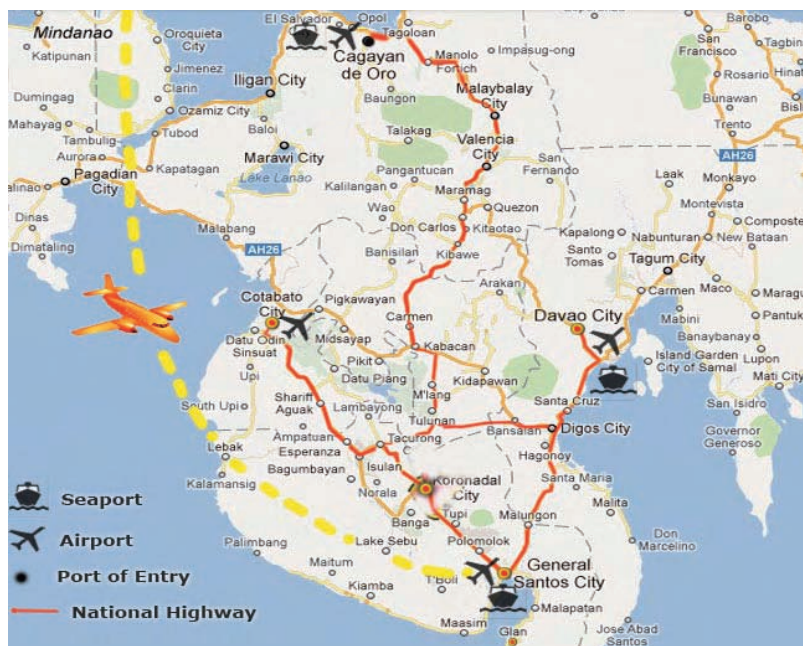 El Salvador
Opol
Mindanao
Oroquieta
City
Tagoloan
Katipunan
Cagayan
de Oro
Manolo
Fortich
Impasug-ong
San
Francisco
Barobo
Jimenez
Iligan City
Rosario
Clarin
Baungon
Malaybalay
City
Dumingag
Ozamiz City
Bunawan
Mahayag
Baloi
Talakag
Valencia
City
Trento
Tambulig
Tubod
Marawi City
AH26
Aurora
Pangantucan
San
Fernando
Pagadian
City
Kapatagan
Lake Lanao
Kalilangan
Maramag
Laak
Monkayo
Wao
Quezon
Montevista
Dinas
Malabang
Don Carlos
Kitaotao
Kapalong
Nabunturan
New Bataan
Dimataling
AH26
Banisilan
Kibawe
Santo
Tomas
Tagum City
Arakan
Carmen
Maco
Cotabato
City
Pigkawayan
Davao City
Mabini
Carmen
Datu Odin
Sinsuat
Midsayap
Kabacan
Banaybanay
Pikit
Island Garden
City of Samal
Lupon
Upi
Datu Piang
Kidapawan
Mati City
Shariff
Aguak
M'lang
South Upi
Lambayong
Santa Cruz
San Isidro
Tulunan
Bansalan
Digos City
Governor
Generoso
Lebak
Ampatuan
Tacurong
Esperanza
Hagonoy
Kalamansig
Bagumbayan
Isulan
Koronadal
City
Santa Maria
Norala
Malita
Seaport
Banga
Tupi
Malungon
Airport
Palimbang
Lake Sebu
Polomolok
Don
Marcelino
Maitum
General
Santos City
Port of Entry
Kiamba
T'Boli
National Highway
Malapatan
Maasim
Jose Abad
Santos
Glan